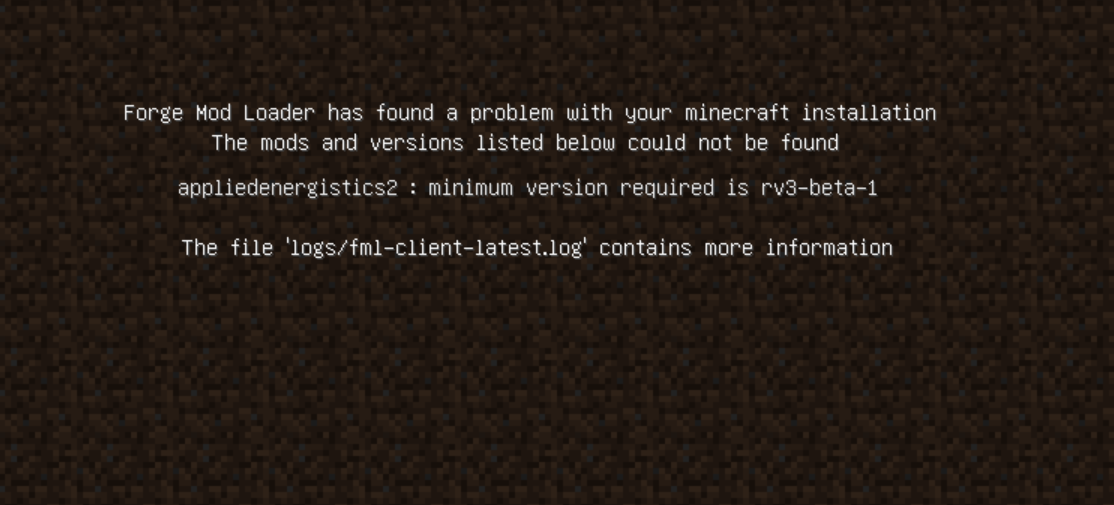 Forge Mod Loader has found a problem with your minecraft installation
The mods and versions listed below could not be found
appliedenergistics2 : minimum version required is rv3-beta-1
The file 'logs/fml-client-latest.log' contains more information